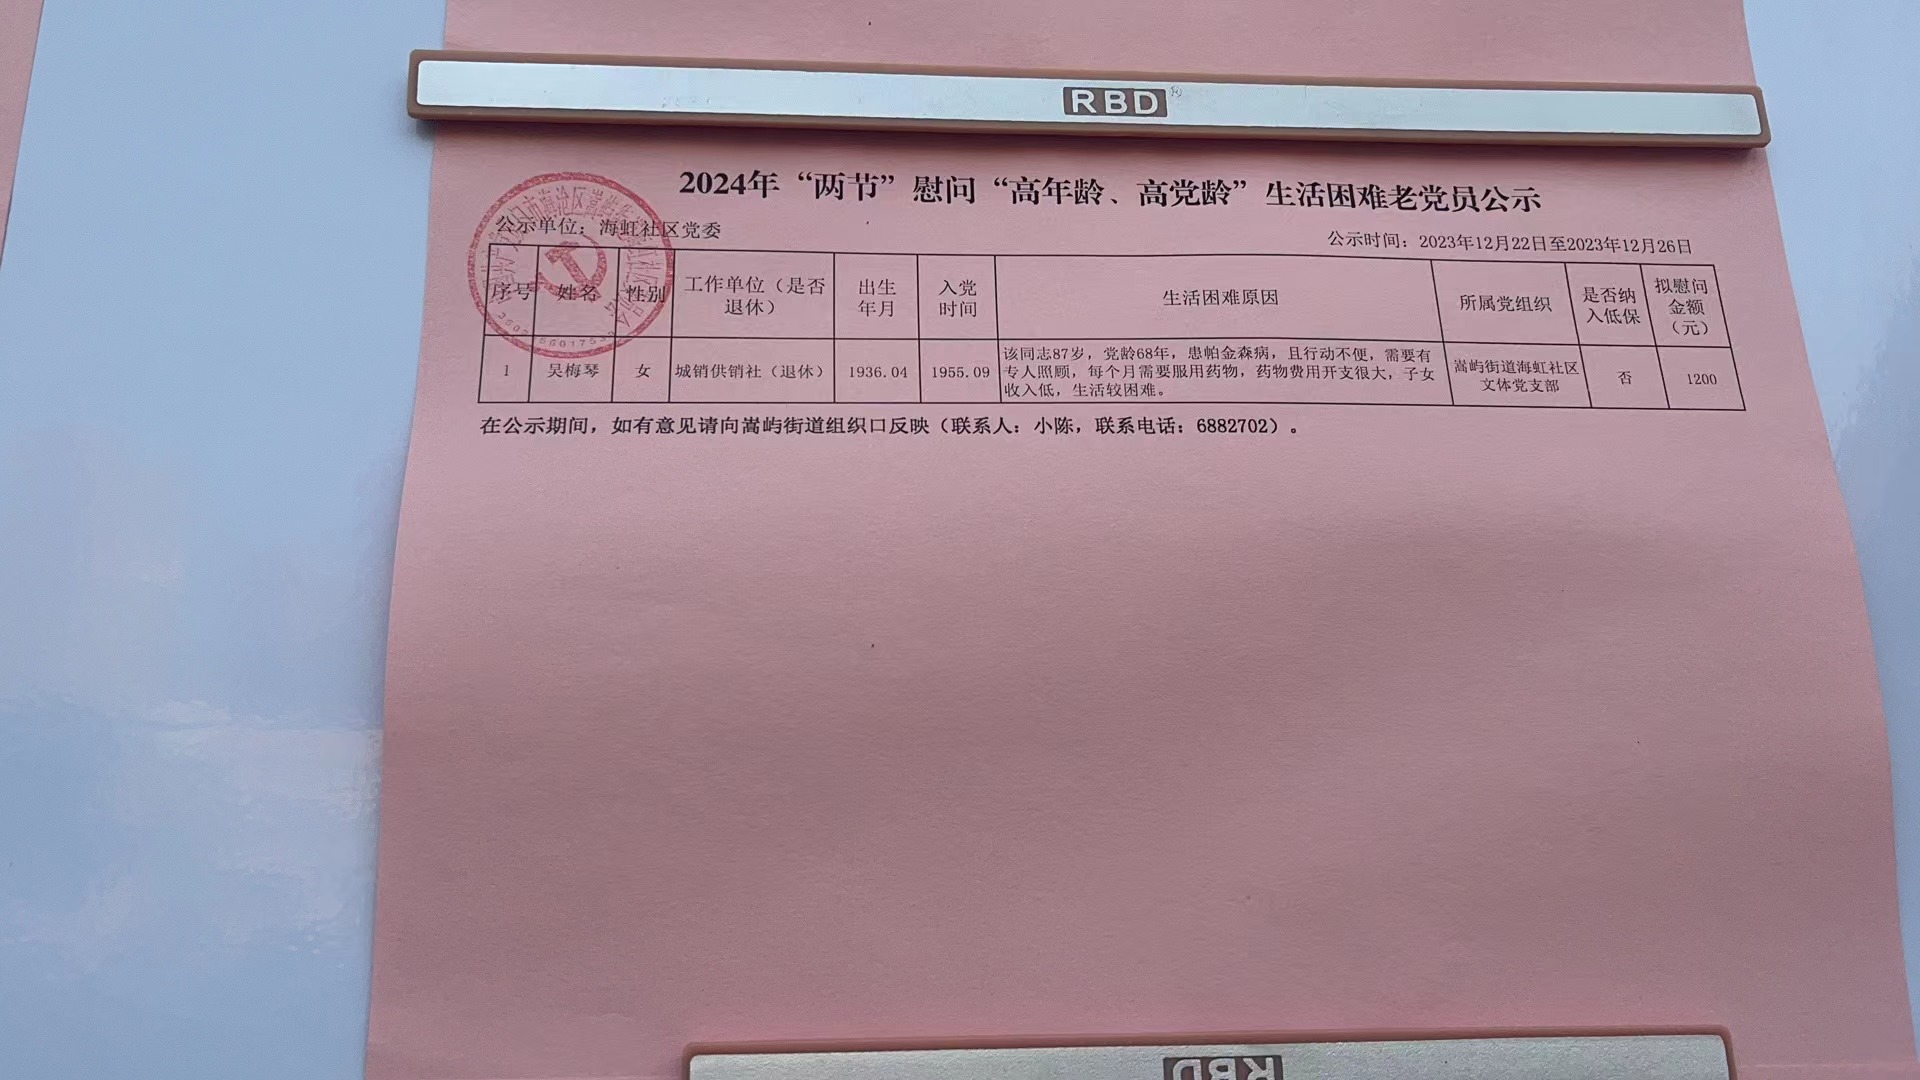 RBD
2024年“两节”慰问“高年龄、高党龄”生活困难老党员公示
公示单位：海虹社区党委
公示时间：2023年12月22日至2023年12月26日
序号 姓名 性别 工作单位（是否退休） 出生年月 入党时间 生活困难原因 所属党组织 是否纳入低保 拟慰问金额（元）
1 吴梅琴 女 城销供销社（退休） 1936.04 1955.09 该同志87岁，党龄68年，患帕金森病，且行动不便，需要有专人照顾，每个月需要服用药物，药物费用开支很大，子女收入低，生活较困难。 嵩屿街道海虹社区文体党支部 否 1200
在公示期间，如有意见请向嵩屿街道组织口反映（联系人：小陈，联系电话：6882702）。
RBD